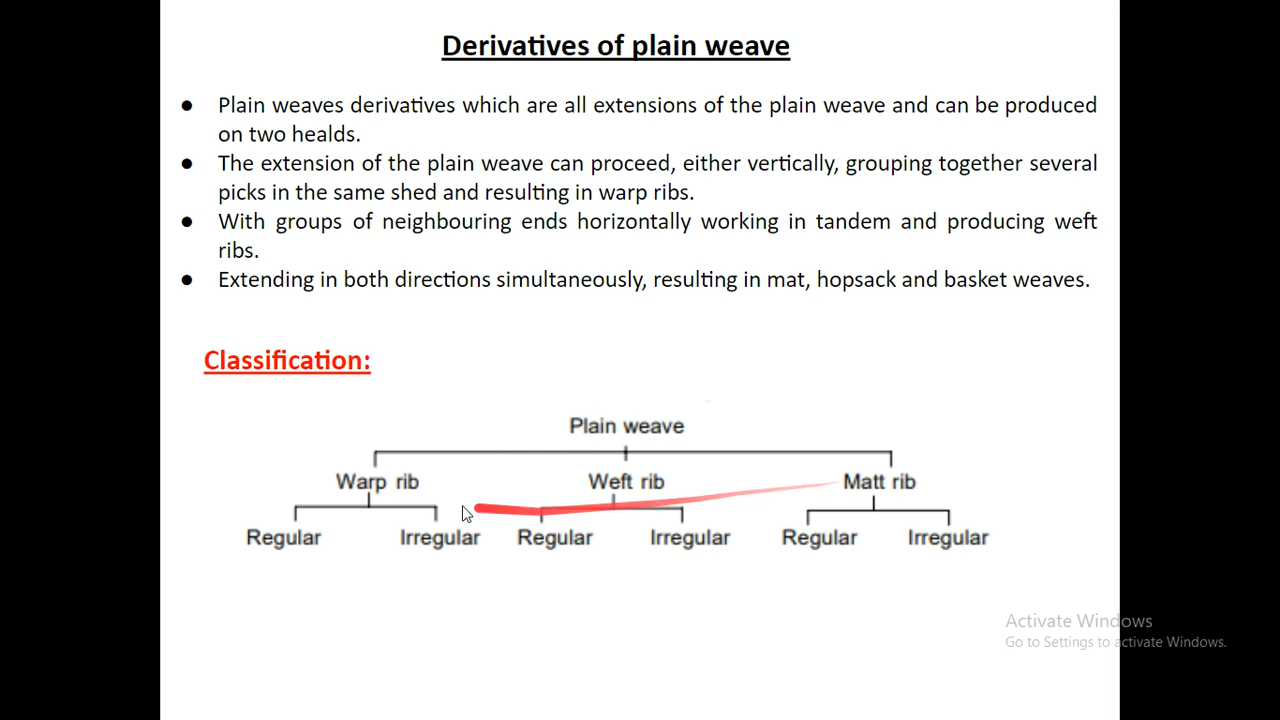 Derivatives of plain weave
● Plain weaves derivatives which are all extensions of the plain weave and can be produced
on two healds.
● The extension of the plain weave can proceed, either vertically, grouping together several
picks in the same shed and resulting in warp ribs.
● With groups of neighbouring ends horizontally working in tandem and producing weft
ribs.
● Extending in both directions simultaneously, resulting in mat, hopsack and basket weaves.
Classification:
Plain weave
Warp rib Weft rib Matt rib
Regular Irregular Regular Irregular Regular Irregular
Activate Windows
Go to Settings to activate Windows.